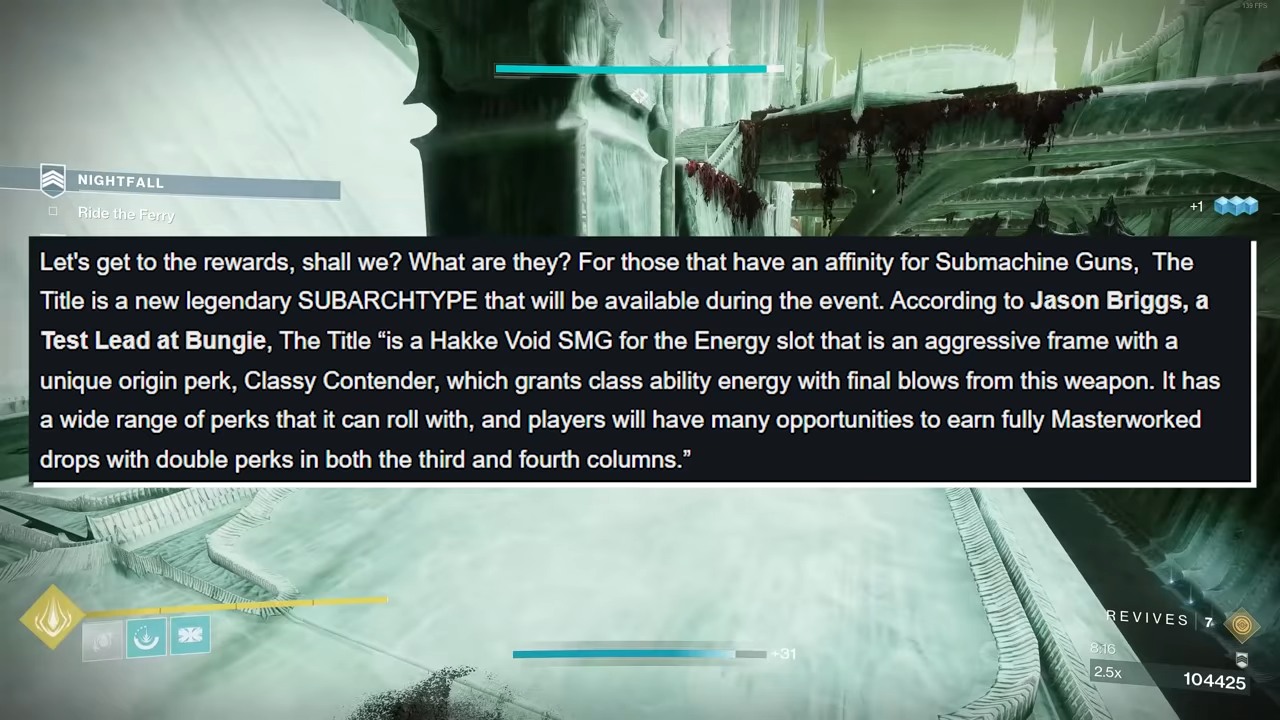 139 FPS
NIGHTFALL
Ride the Ferry
+1
Let's get to the rewards, shall we? What are they? For those that have an affinity for Submachine Guns, The
Title is a new legendary SUBARCHTYPE that will be available during the event. According to Jason Briggs, a
Test Lead at Bungie, The Title “is a Hakke Void SMG for the Energy slot that is an aggressive frame with a
unique origin perk, Classy Contender, which grants class ability energy with final blows from this weapon. It has
a wide range of perks that it can roll with, and players will have many opportunities to earn fully Masterworked
drops with double perks in both the third and fourth columns.”
+31
REVIVES 7
8:16
2.5x 104425